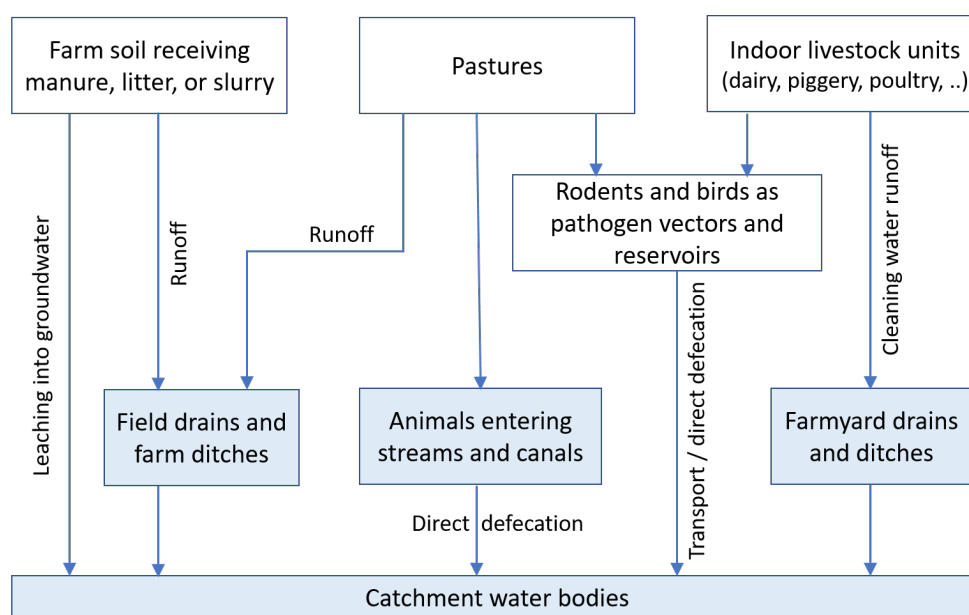 Farm soil receiving
manure, litter, or slurry
Pastures
Indoor livestock units
(dairy, piggery, poultry, ..)
Rodents and birds as
pathogen vectors and
reservoirs
Leaching into groundwater
Runoff
Runoff
Transport / direct defecation
Cleaning water runoff
Field drains and
farm ditches
Animals entering
streams and canals
Farmyard drains
and ditches
Direct defecation
Catchment water bodies